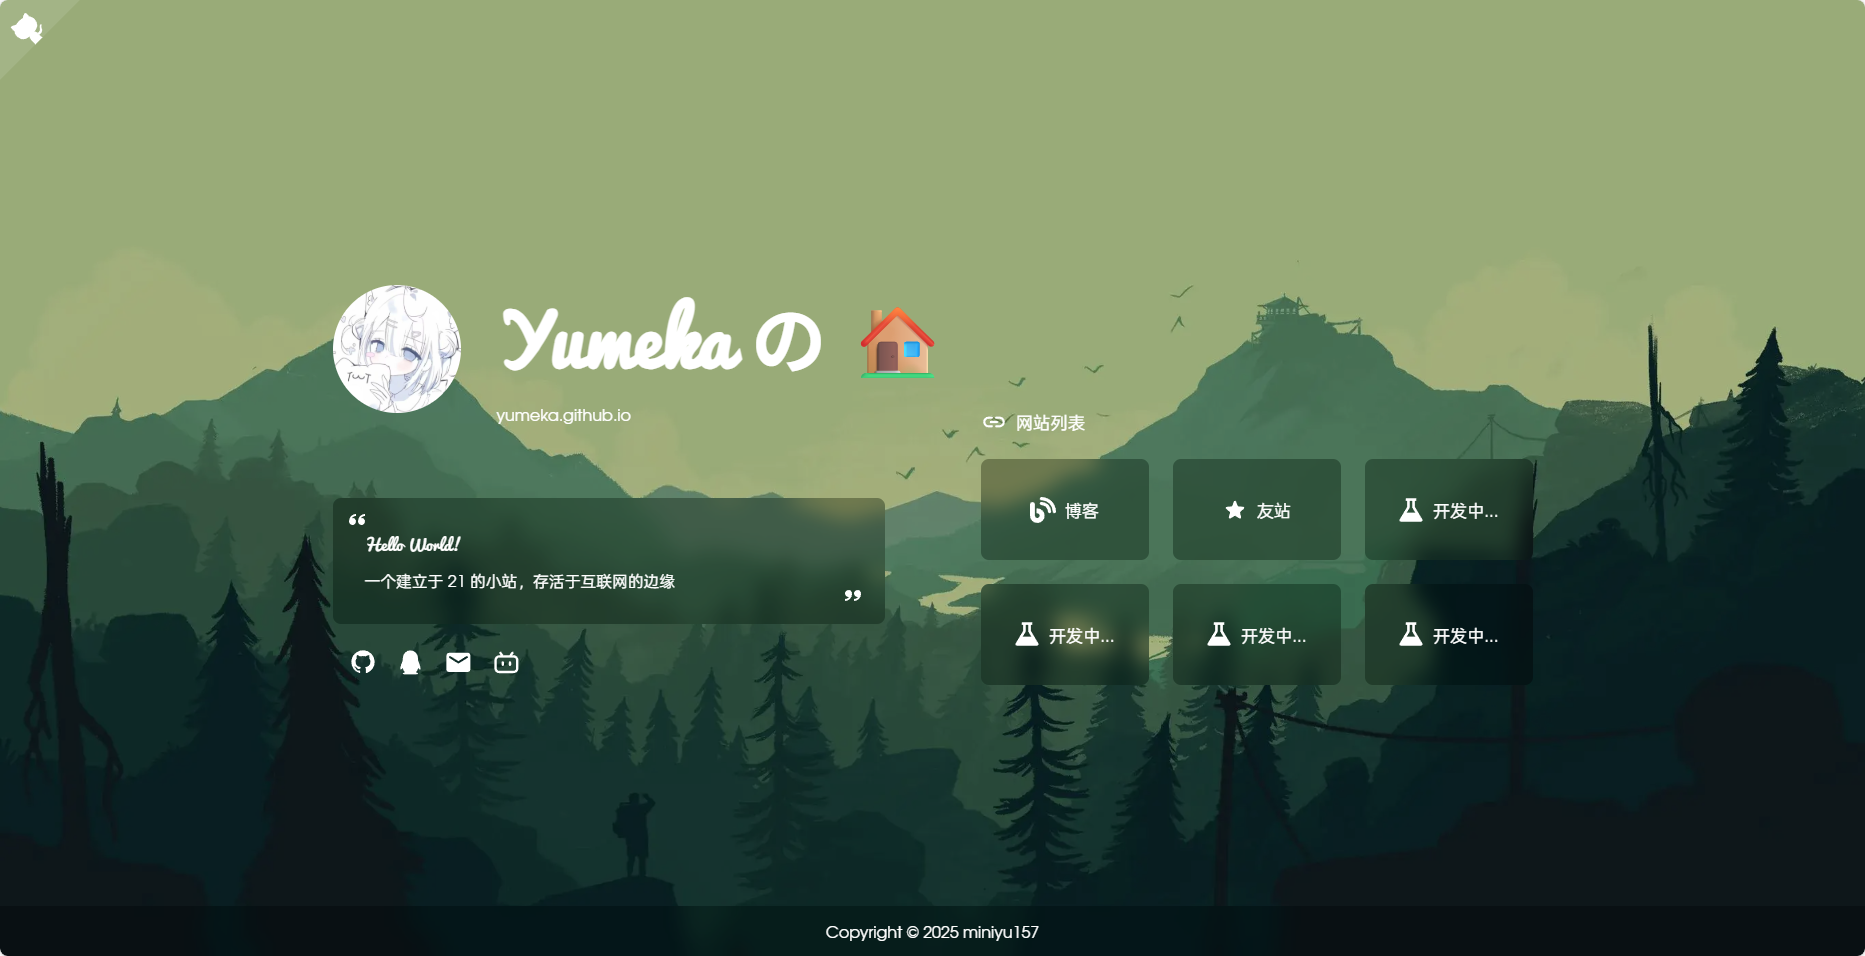 Yumeka の 🏠
yumeka.github.io
TwT
“
Hello World!
一个建立于 21 的小站，存活于互联网的边缘
”
网站列表
博客
友站
开发中...
开发中...
开发中...
开发中...
Copyright © 2025 miniyu157